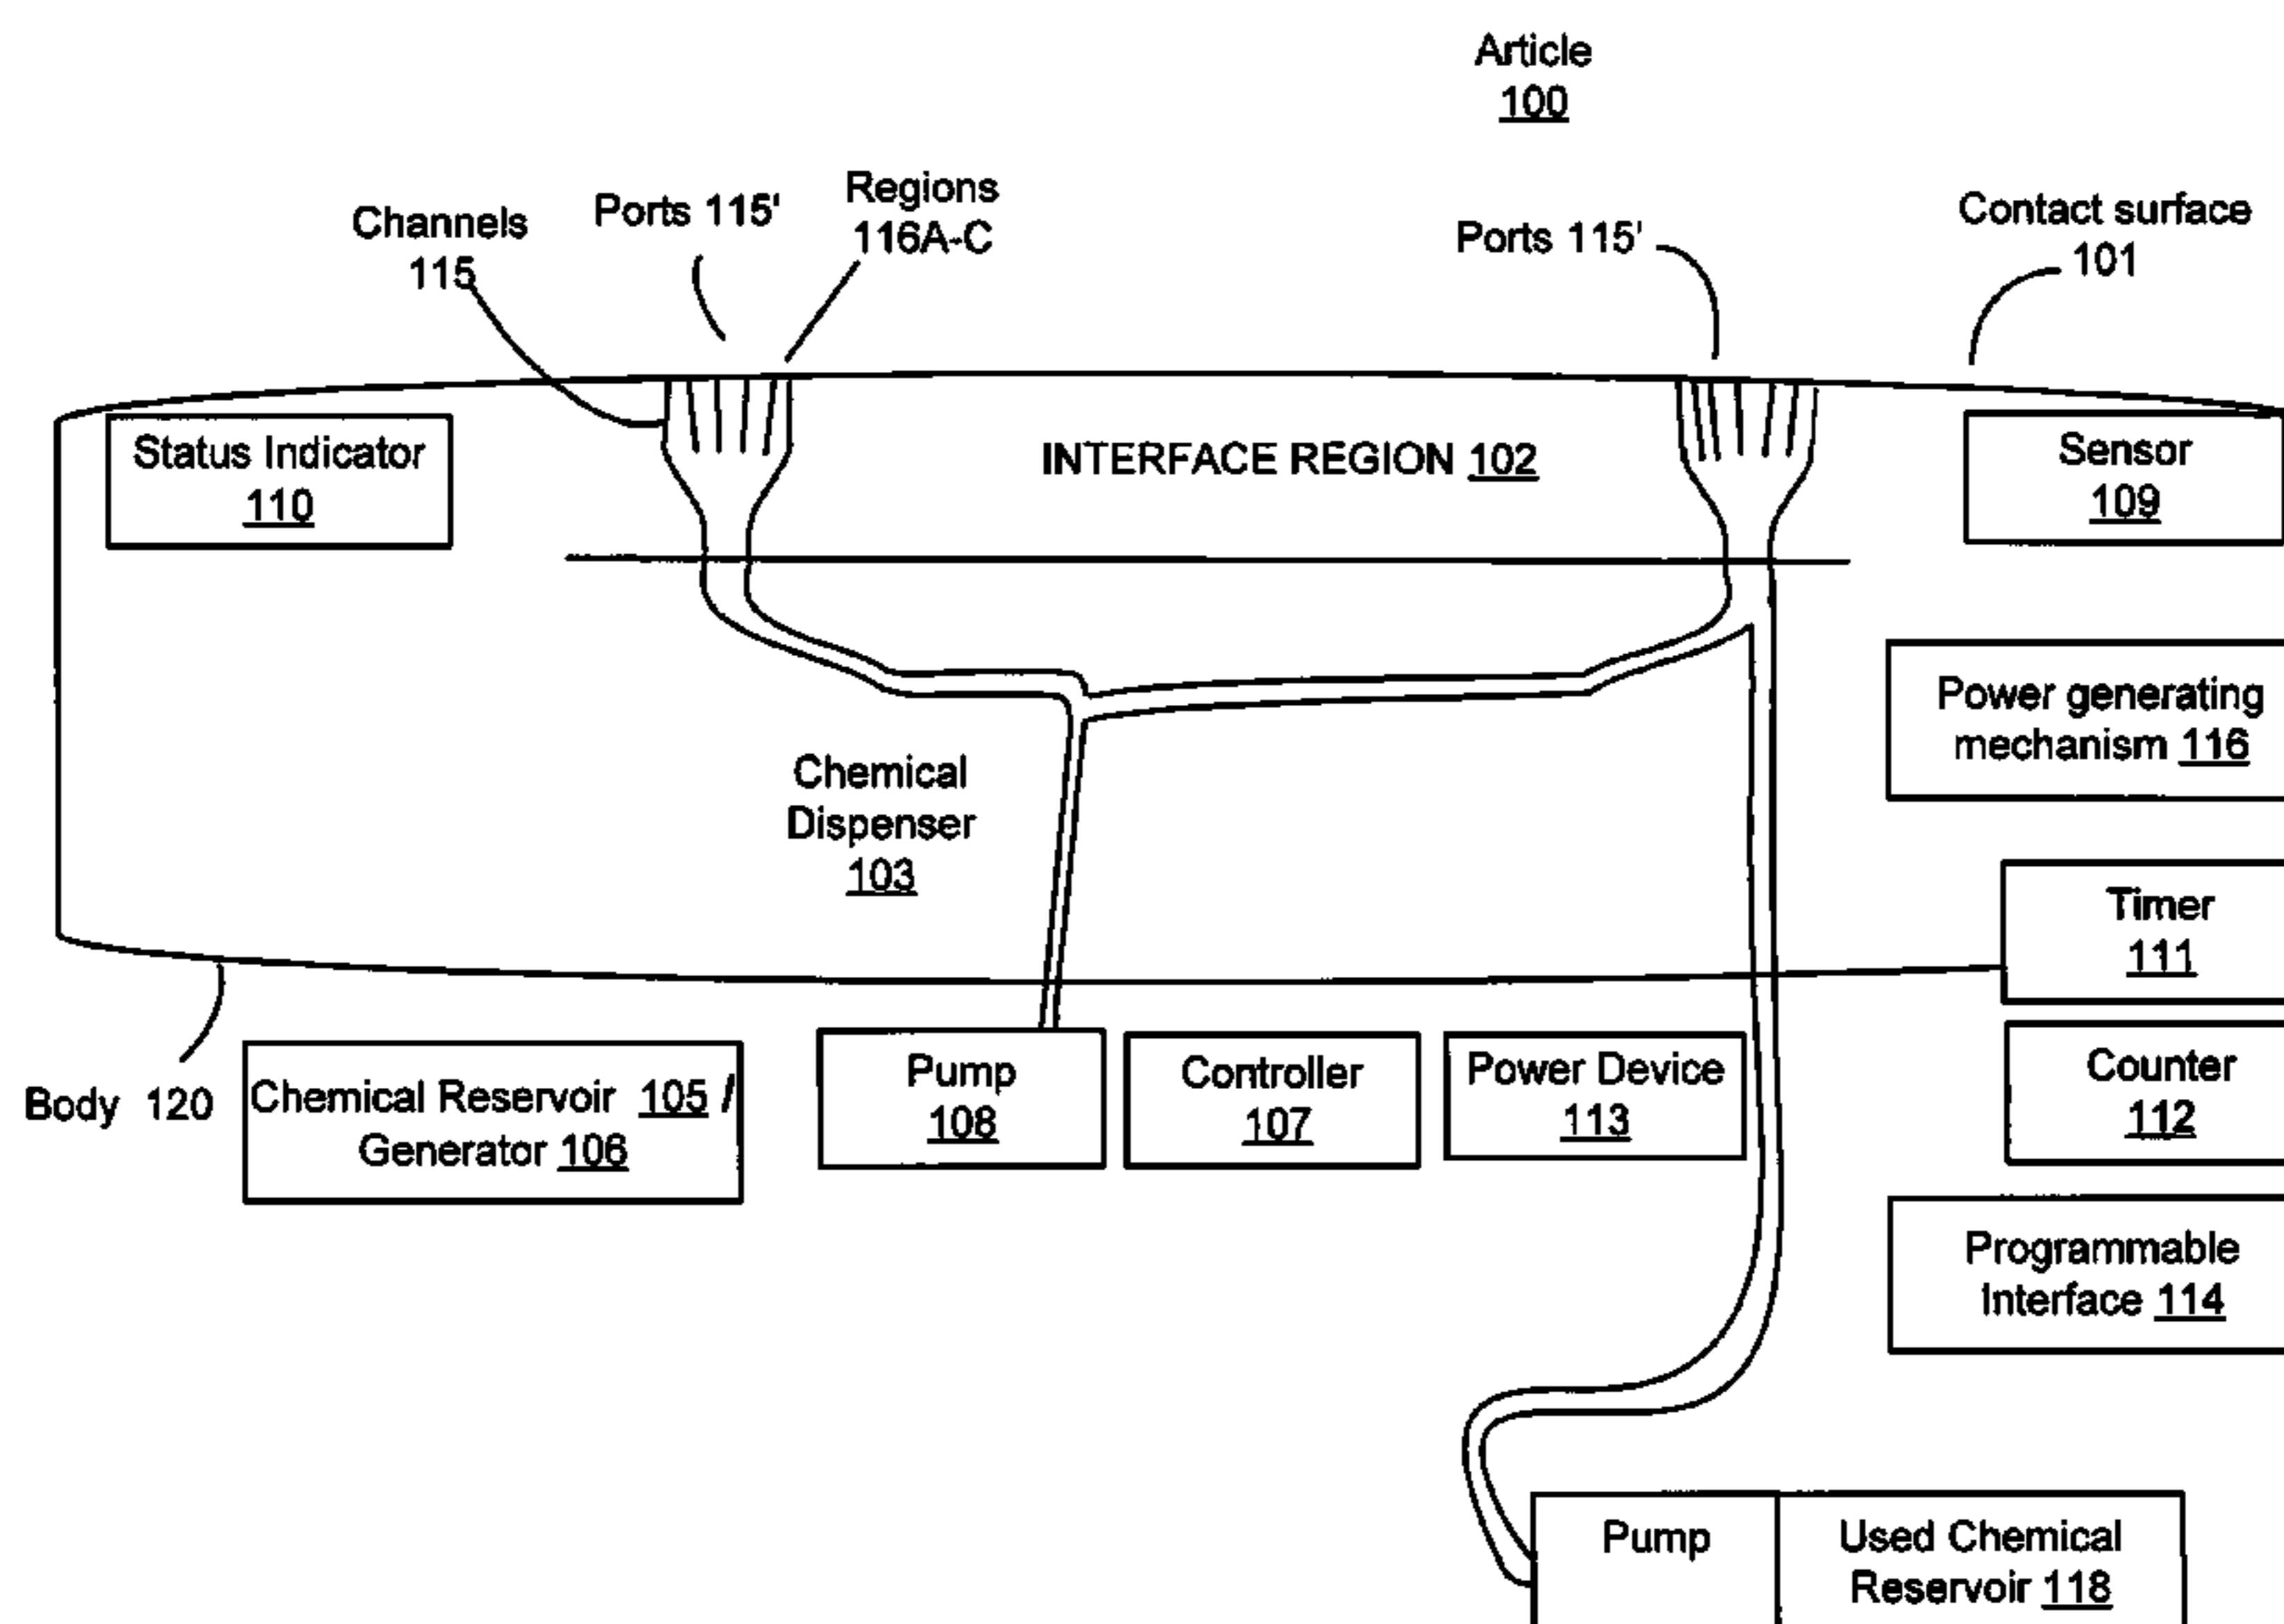 Article
100
Channels
115
Ports 115'
Regions
116A-C
Ports 115'
Contact surface
101
Status Indicator
110
INTERFACE REGION 102
Sensor
109
Power generating
mechanism 116
Chemical
Dispenser
103
Timer
111
Body 120
Chemical Reservoir 105 /
Generator 106
Pump
108
Controller
107
Power Device
113
Counter
112
Programmable
Interface 114
Pump
Used Chemical
Reservoir 118